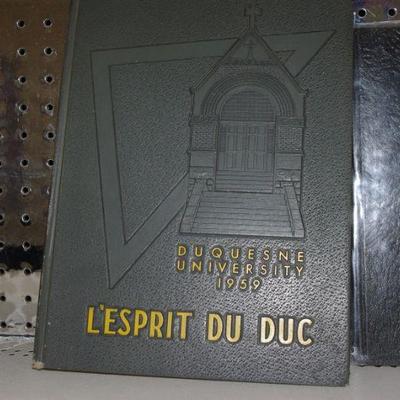 DUQUESNE
UNIVERSITY
1959
L'ESPRIT DU DUC